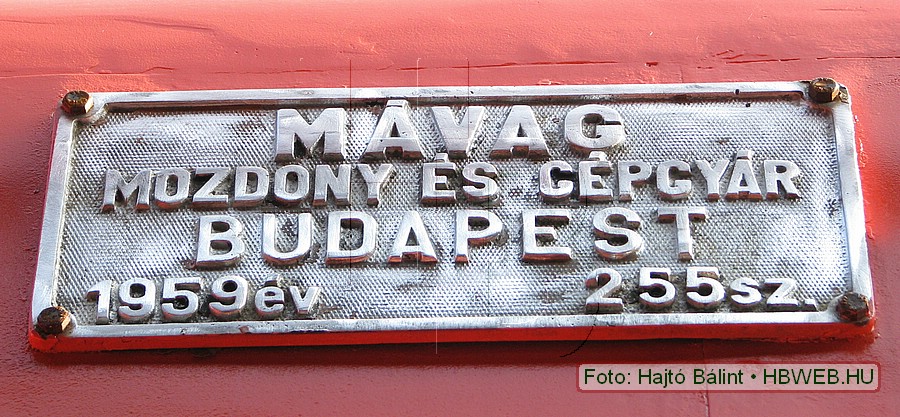 MÁVAG
MOZDONY ÉS GÉPGYÁR
BUDAPEST
1959 év 255 sz.
Foto: Hajtó Bálint • HBWEB.HU